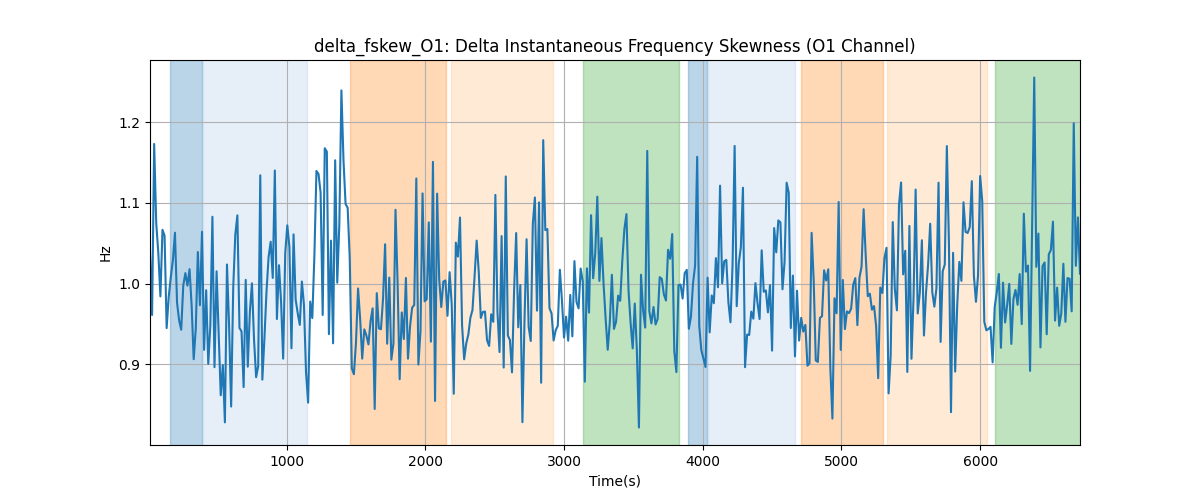 delta_fskew_O1: Delta Instantaneous Frequency Skewness (O1 Channel)
Hz
1.2
1.1
1.0
0.9
1000 2000 3000 4000 5000 6000
Time(s)